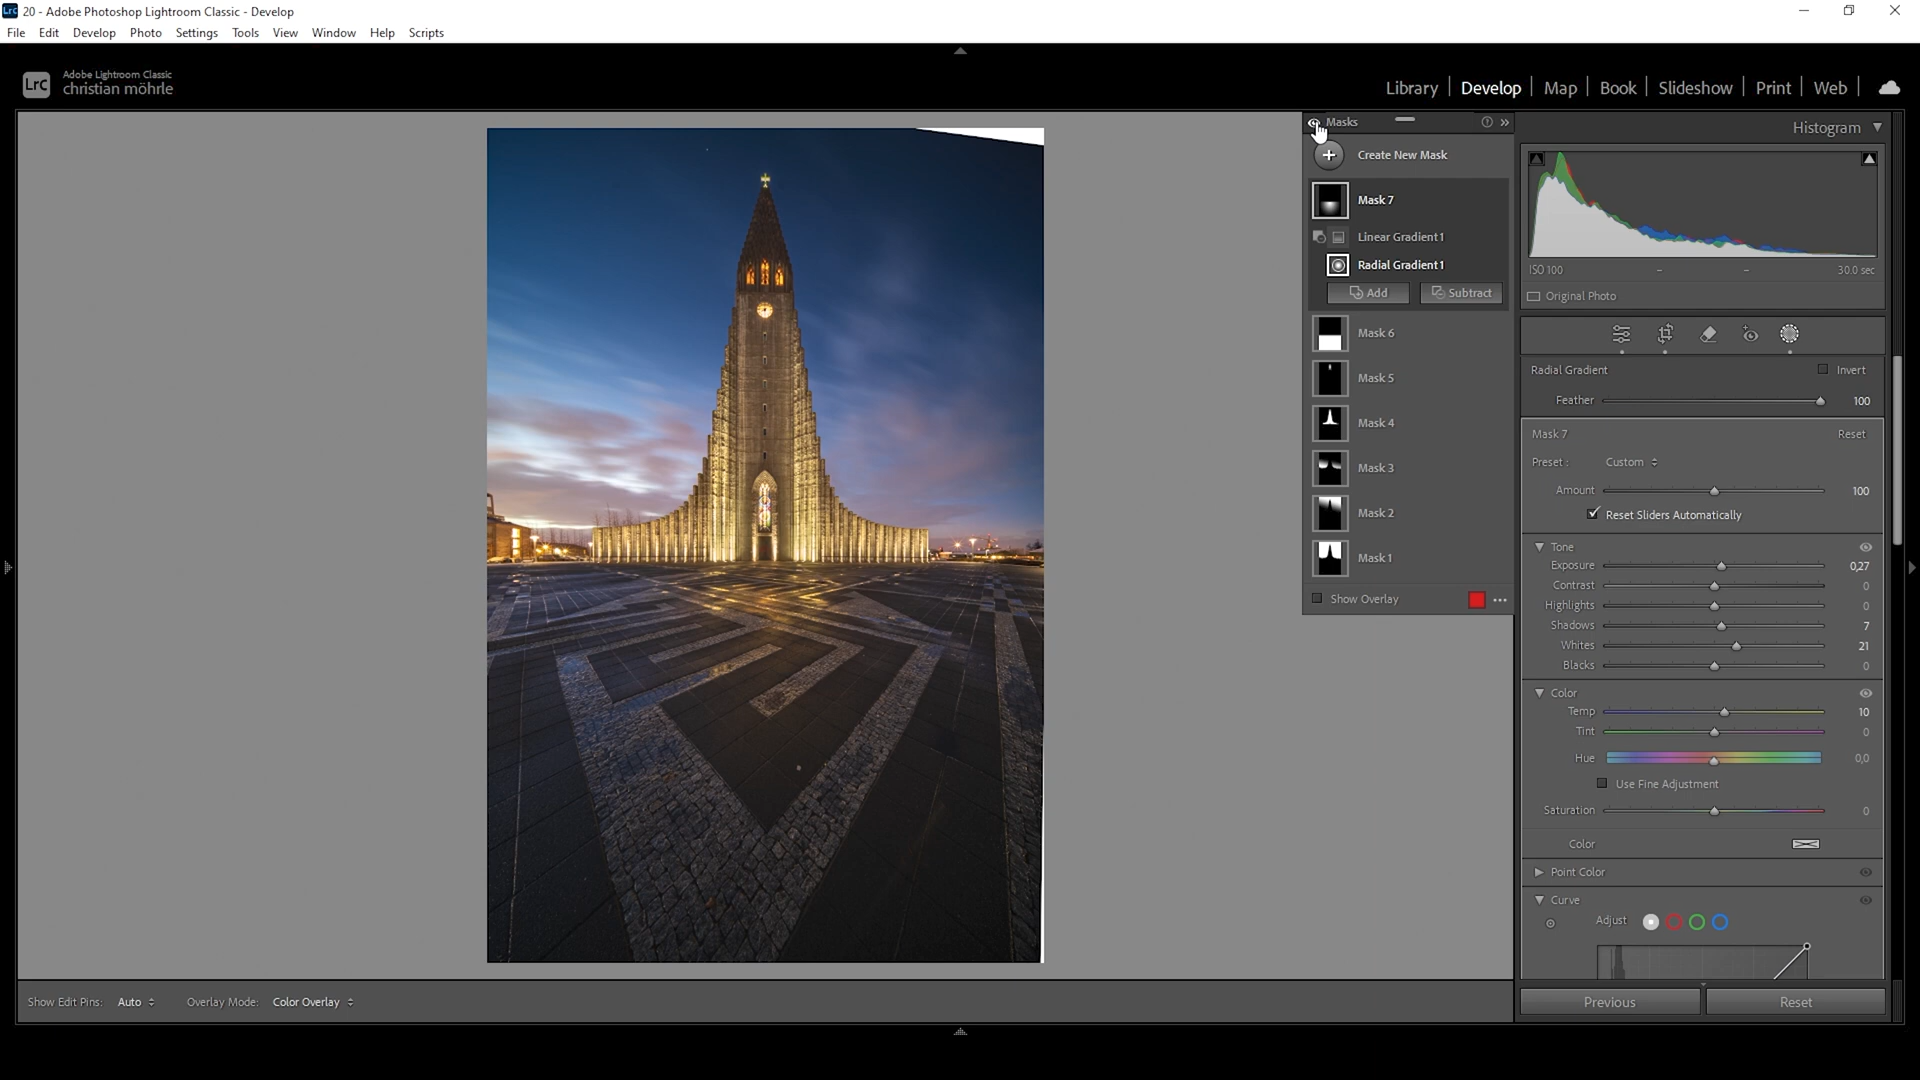 20 - Adobe Photoshop Lightroom Classic - Develop
File Edit Develop Photo Settings Tools View Window Help Scripts
Lrc
Adobe Lightroom Classic
christian möhrle
Library Develop Map Book Slideshow Print Web
Masks
Create New Mask
Mask 7
Linear Gradient 1
Radial Gradient 1
Add Subtract
Mask 6
Mask 5
Mask 4
Mask 3
Mask 2
Mask 1
Show Overlay
Histogram
ISO 100 – – 30.0 sec
Original Photo
Radial Gradient Invert
Feather 100
Mask 7 Reset
Preset : Custom
Amount 100
Reset Sliders Automatically
Tone
Exposure 0,27
Contrast 0
Highlights 0
Shadows 7
Whites 21
Blacks 0
Color
Temp 10
Tint 0
Hue 0,0
Use Fine Adjustment
Saturation 0
Color
Point Color
Curve
Adjust
Previous Reset
Show Edit Pins: Auto Overlay Mode: Color Overlay